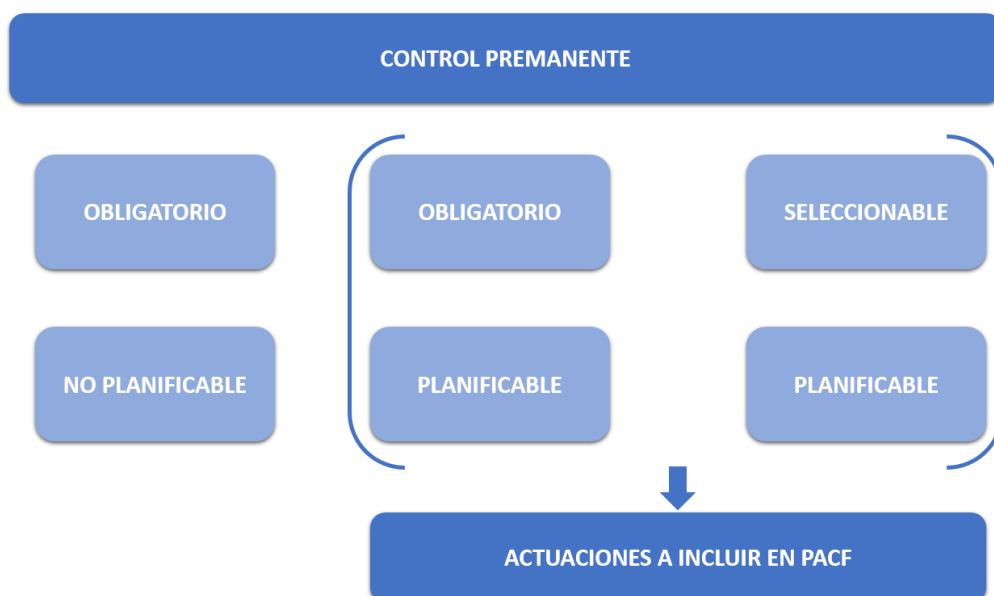 CONTROL PREMANENTE
OBLIGATORIO
OBLIGATORIO
SELECCIONABLE
NO PLANIFICABLE
PLANIFICABLE
PLANIFICABLE
ACTUACIONES A INCLUIR EN PACF